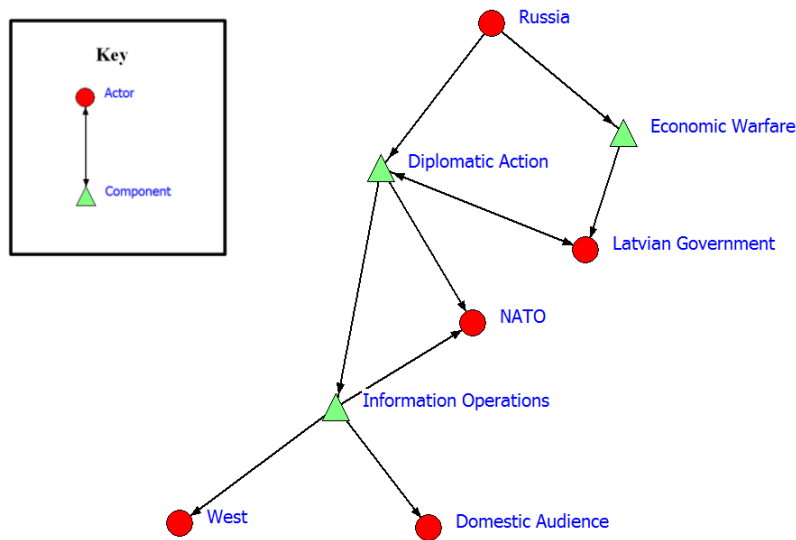 Russia
Key
Actor
Economic Warfare
Diplomatic Action
Component
Latvian Government
NATO
Information Operations
West
Domestic Audience